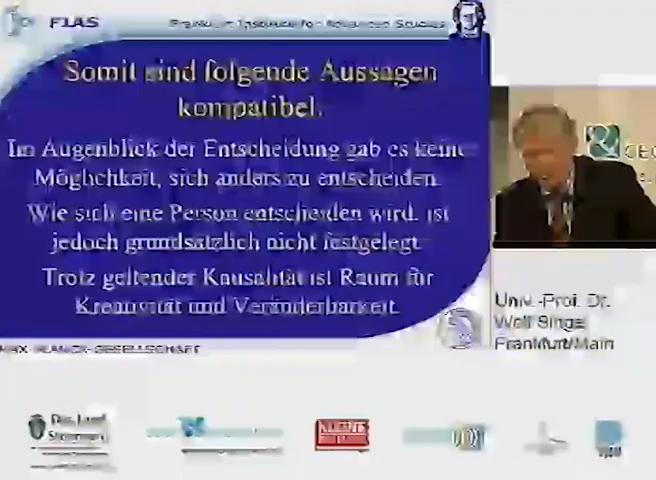 FIAS
Frankfurt Institute for Advanced Studies
Somit sind folgende Aussagen
kompatibel.
Im Augenblick der Entscheidung gab es keine
Möglichkeit, sich anders zu entscheiden.
Wie sich eine Person entscheiden wird, ist
jedoch grundsätzlich nicht festgelegt.
Trotz geltender Kausalität ist Raum für
Kreativität und Veränderbarkeit.
MAX-PLANCK-GESELLSCHAFT
Univ.-Prof. Dr.
Wolf Singer
Frankfurt/Main
Das Land
Steiermark
KLEINE